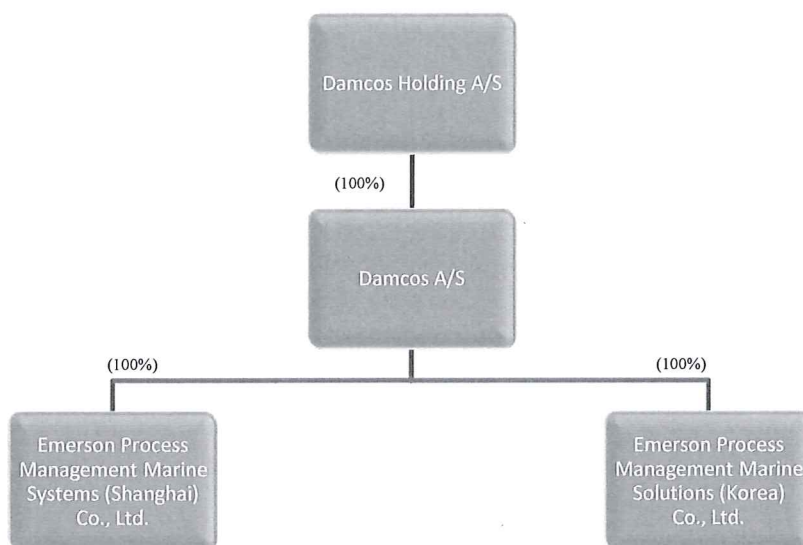 Damcos Holding A/S
(100%)
Damcos A/S
(100%)
(100%)
Emerson Process
Management Marine
Systems (Shanghai)
Co., Ltd.
Emerson Process
Management Marine
Solutions (Korea)
Co., Ltd.